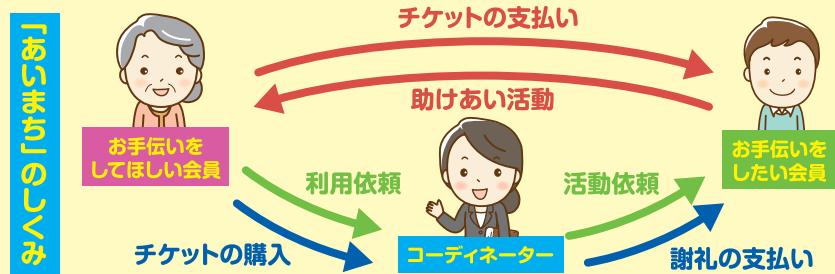 「あいまち」のしくみ
チケットの支払い
助けあい活動
お手伝いを
してほしい会員
お手伝いを
したい会員
利用依頼
活動依頼
チケットの購入
コーディネーター
謝礼の支払い